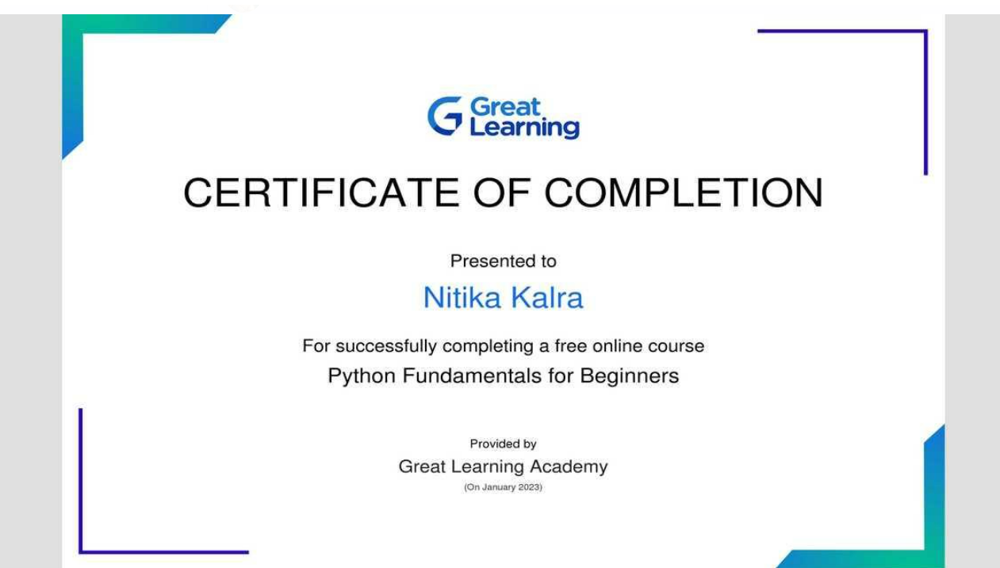 Great
Learning
CERTIFICATE OF COMPLETION
Presented to
Nitika Kalra
For successfully completing a free online course
Python Fundamentals for Beginners
Provided by
Great Learning Academy
(On January 2023)